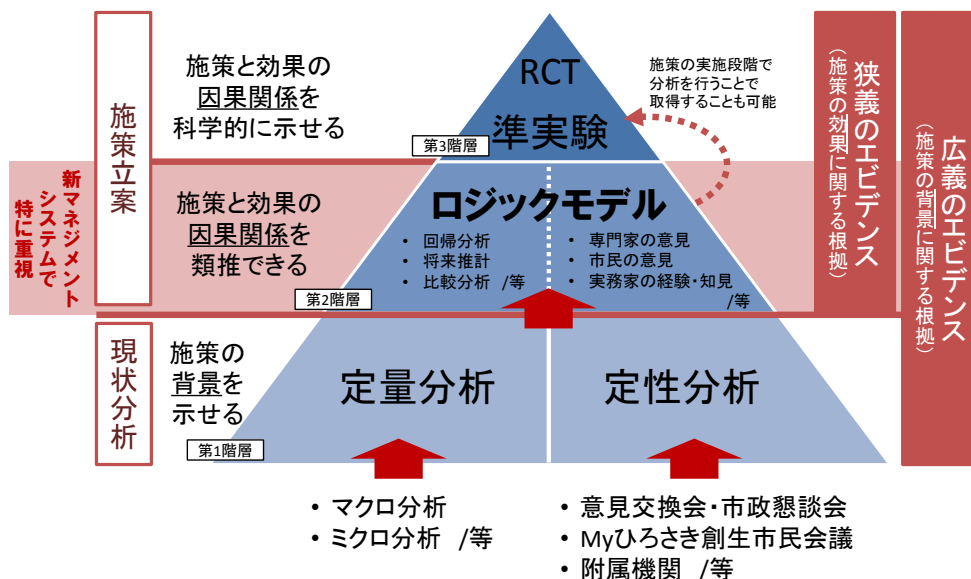 施策立案
施策と効果の
因果関係を
科学的に示せる
RCT
準実験
第3階層
施策の実施段階で
分析を行うことで
取得することも可能
狭義のエビデンス
(施策の効果に関する根拠)
広義のエビデンス
(施策の背景に関する根拠)
新マネジメント
システムで
特に重視
施策と効果の
因果関係を
類推できる
ロジックモデル
• 回帰分析
• 将来推計
• 比較分析 /等
• 専門家の意見
• 市民の意見
• 実務家の経験・知見
/等
第2階層
現状分析
施策の
背景を
示せる
定量分析
定性分析
第1階層
• マクロ分析
• ミクロ分析 /等
• 意見交換会・市政懇談会
• Myひろさき創生市民会議
• 附属機関 /等